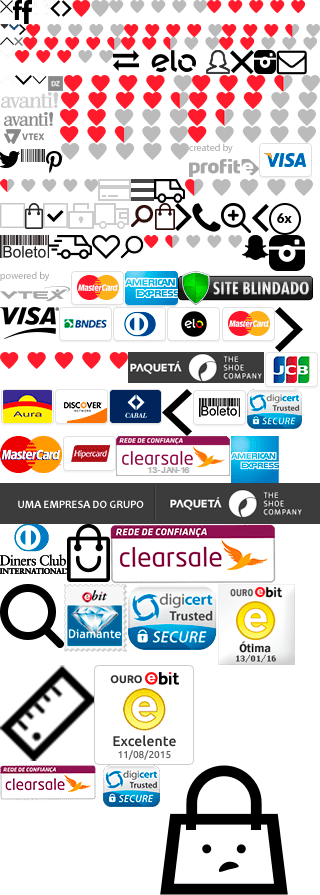 ff
elo
DZ
avanti!
avanti!
VTEX
created by
profite
VISA
6x
Boleto
powered by
VTEX
MasterCard
AMERICAN EXPRESS
SITE BLINDADO
VISA
BNDES
elo
MasterCard
PAQUETÁ
THE SHOE COMPANY
JCB
Aura
DISCOVER
NETWORK
CABAL
Boleto
digicert
Trusted
SECURE
MasterCard
Hipercard
REDE DE CONFIANÇA
clearsale
13-JAN-16
AMERICAN EXPRESS
UMA EMPRESA DO GRUPO
PAQUETÁ
THE SHOE COMPANY
Diners Club
INTERNATIONAL
REDE DE CONFIANÇA
clearsale
ebit
Diamante
digicert
Trusted
SECURE
OURO ebit
e
Ótima
13/01/16
OURO ebit
e
Excelente
11/08/2015
REDE DE CONFIANÇA
clearsale
digicert
Trusted
SECURE